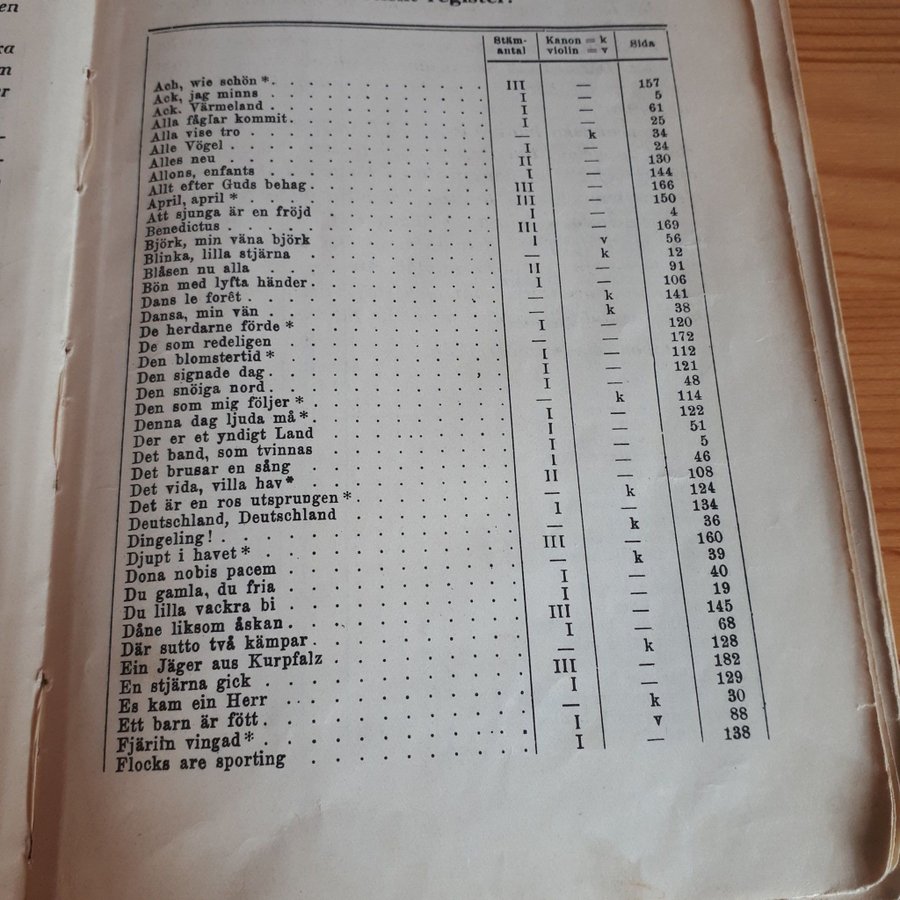 register.
Stäm-antal Kanon = k violin = v Sida
Ach, wie schön * III — 157
Ack, jag minns I — 5
Ack. Värmeland I — 61
Alla fåglar kommit I — 25
Alla vise tro — k 34
Alle Vögel I — 24
Alles neu II — 130
Allons, enfants I — 144
Allt efter Guds behag III — 166
April, april * III — 150
Att sjunga är en fröjd I — 4
Benedictus III — 169
Björk, min väna björk I v 56
Blinka, lilla stjärna — k 12
Blåsen nu alla II — 91
Bön med lyfta händer I — 106
Dans le forêt — k 141
Dansa, min vän — k 38
De herdarne förde * I — 120
De som redeligen — — 172
Den blomstertid * I — 112
Den signade dag I — 121
Den snöiga nord I — 48
Den som mig följer * — k 114
Denna dag ljuda må * I — 122
Der er et yndigt Land I — 51
Det band, som tvinnas I — 5
Det brusar en sång I — 46
Det vida, villa hav * II — 108
Det är en ros utsprungen * — k 124
Deutschland, Deutschland I — 134
Dingeling! — k 36
Djupt i havet * III — 160
Dona nobis pacem — k 39
Du gamla, du fria I — 40
Du lilla vackra bi I — 19
Dåne liksom åskan III — 145
Där sutto två kämpar I — 68
Ein Jäger aus Kurpfalz — k 128
En stjärna gick III — 182
Es kam ein Herr I — 129
Ett barn är fött — k 30
Fjäriln vingad * I v 88
Flocks are sporting I — 138